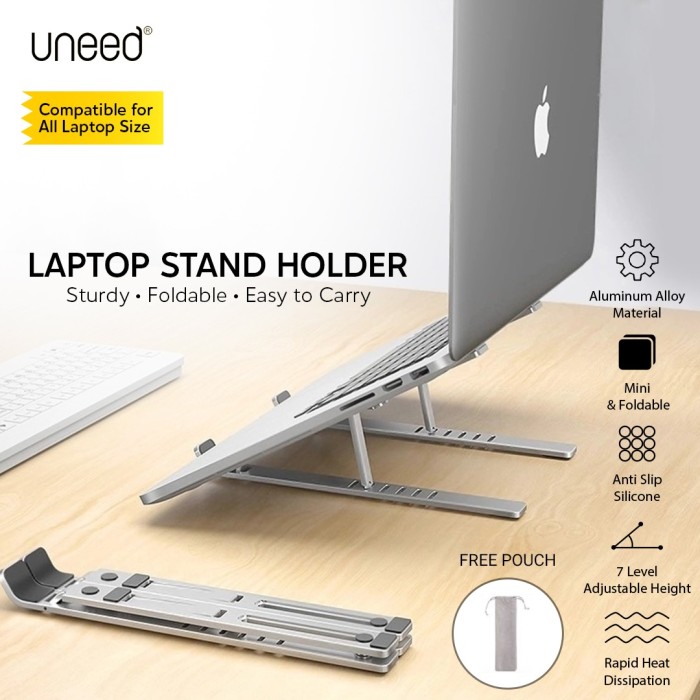 uneed®
Compatible for
All Laptop Size
LAPTOP STAND HOLDER
Sturdy • Foldable • Easy to Carry
Aluminum Alloy
Material
Mini
& Foldable
Anti Slip
Silicone
7 Level
Adjustable Height
Rapid Heat
Dissipation
FREE POUCH